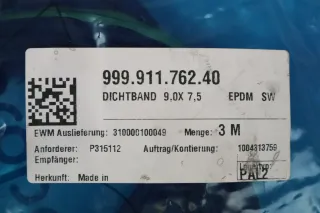 999.911.762.40
DICHTBAND 9,0X 7,5 EPDM SW
EWM Auslieferung: 310000100049 Menge: 3 M
Anforderer: P315112 Auftrag/Kontierung: 1004313759
Empfänger:
PAL2
Herkunft: Made in